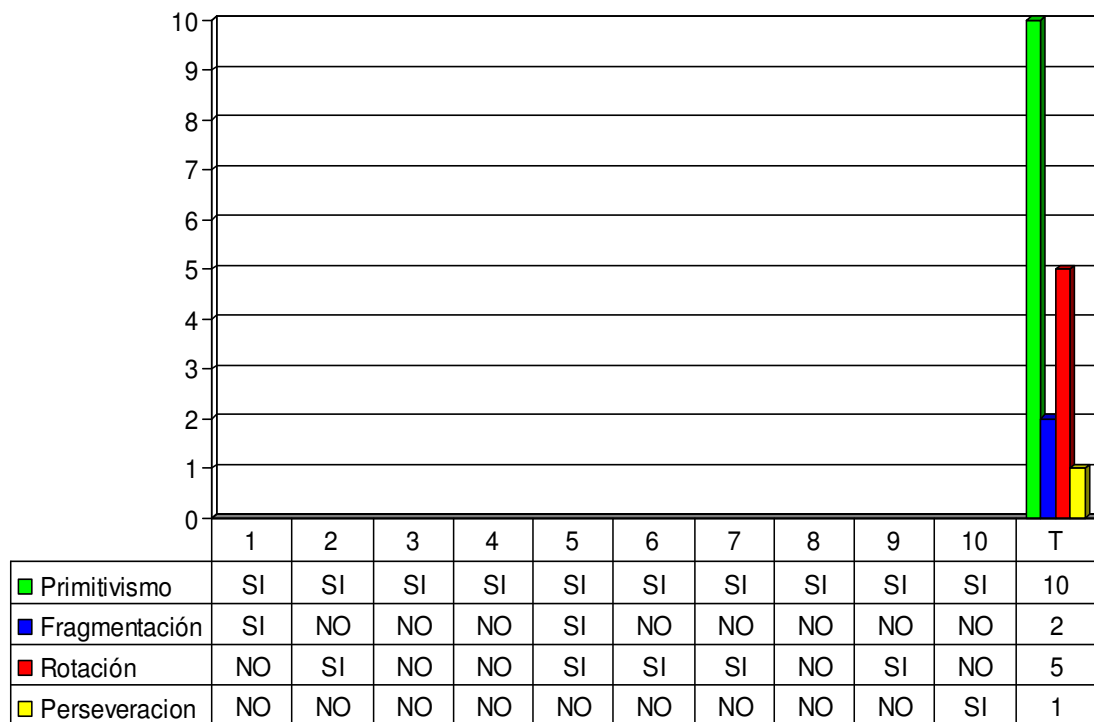 10
9
8
7
6
5
4
3
2
1
0
1 2 3 4 5 6 7 8 9 10 T
Primitivismo SI SI SI SI SI SI SI SI SI SI 10
Fragmentación SI NO NO NO SI NO NO NO NO NO 2
Rotación NO SI NO NO SI SI SI NO SI NO 5
Perseveracion NO NO NO NO NO NO NO NO NO SI 1